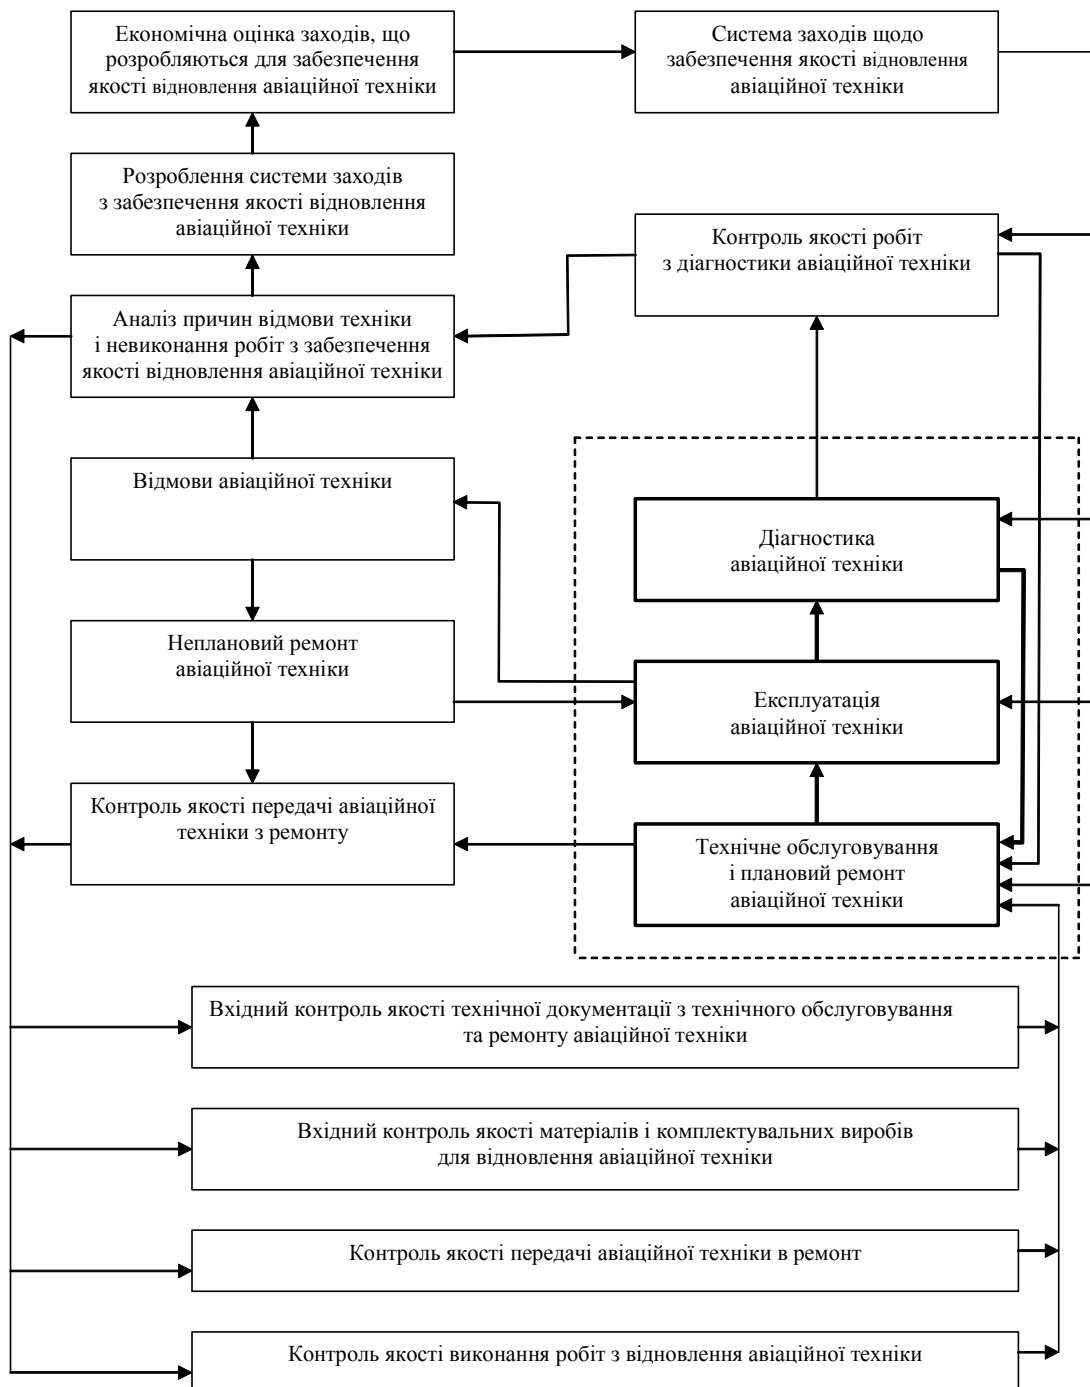 Економічна оцінка заходів, що
розробляються для забезпечення
якості відновлення авіаційної техніки
Система заходів щодо
забезпечення якості відновлення
авіаційної техніки
Розроблення системи заходів
з забезпечення якості відновлення
авіаційної техніки
Контроль якості робіт
з діагностики авіаційної техніки
Аналіз причин відмови техніки
і невиконання робіт з забезпечення
якості відновлення авіаційної техніки
Відмови авіаційної техніки
Діагностика
авіаційної техніки
Неплановий ремонт
авіаційної техніки
Експлуатація
авіаційної техніки
Контроль якості передачі авіаційної
техніки з ремонту
Технічне обслуговування
і плановий ремонт
авіаційної техніки
Вхідний контроль якості технічної документації з технічного обслуговування
та ремонту авіаційної техніки
Вхідний контроль якості матеріалів і комплектувальних виробів
для відновлення авіаційної техніки
Контроль якості передачі авіаційної техніки в ремонт
Контроль якості виконання робіт з відновлення авіаційної техніки